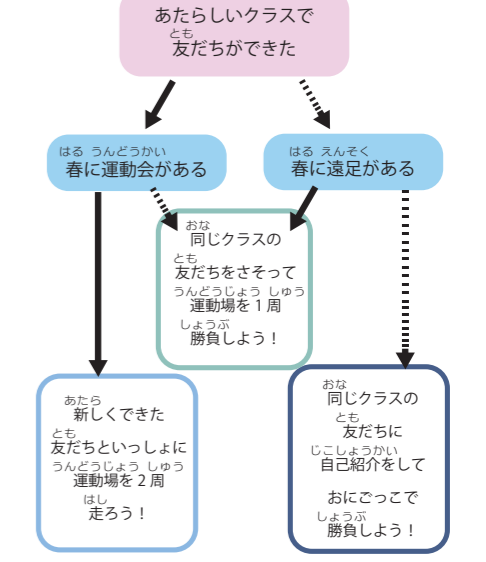 あたらしいクラスで
とも
友だちができた
はる うんどうかい
春に運動会がある
はる えんそく
春に遠足がある
おな
同じクラスの
とも
友だちをさそって
うんどうじょう しゅう
運動場を1周
しょうぶ
勝負しよう！
あたら
新しくできた
とも
友だちといっしょに
うんどうじょう しゅう
運動場を2周
はし
走ろう！
おな
同じクラスの
とも
友だちに
じこしょうかい
自己紹介をして
おにごっこで
しょうぶ
勝負しよう！